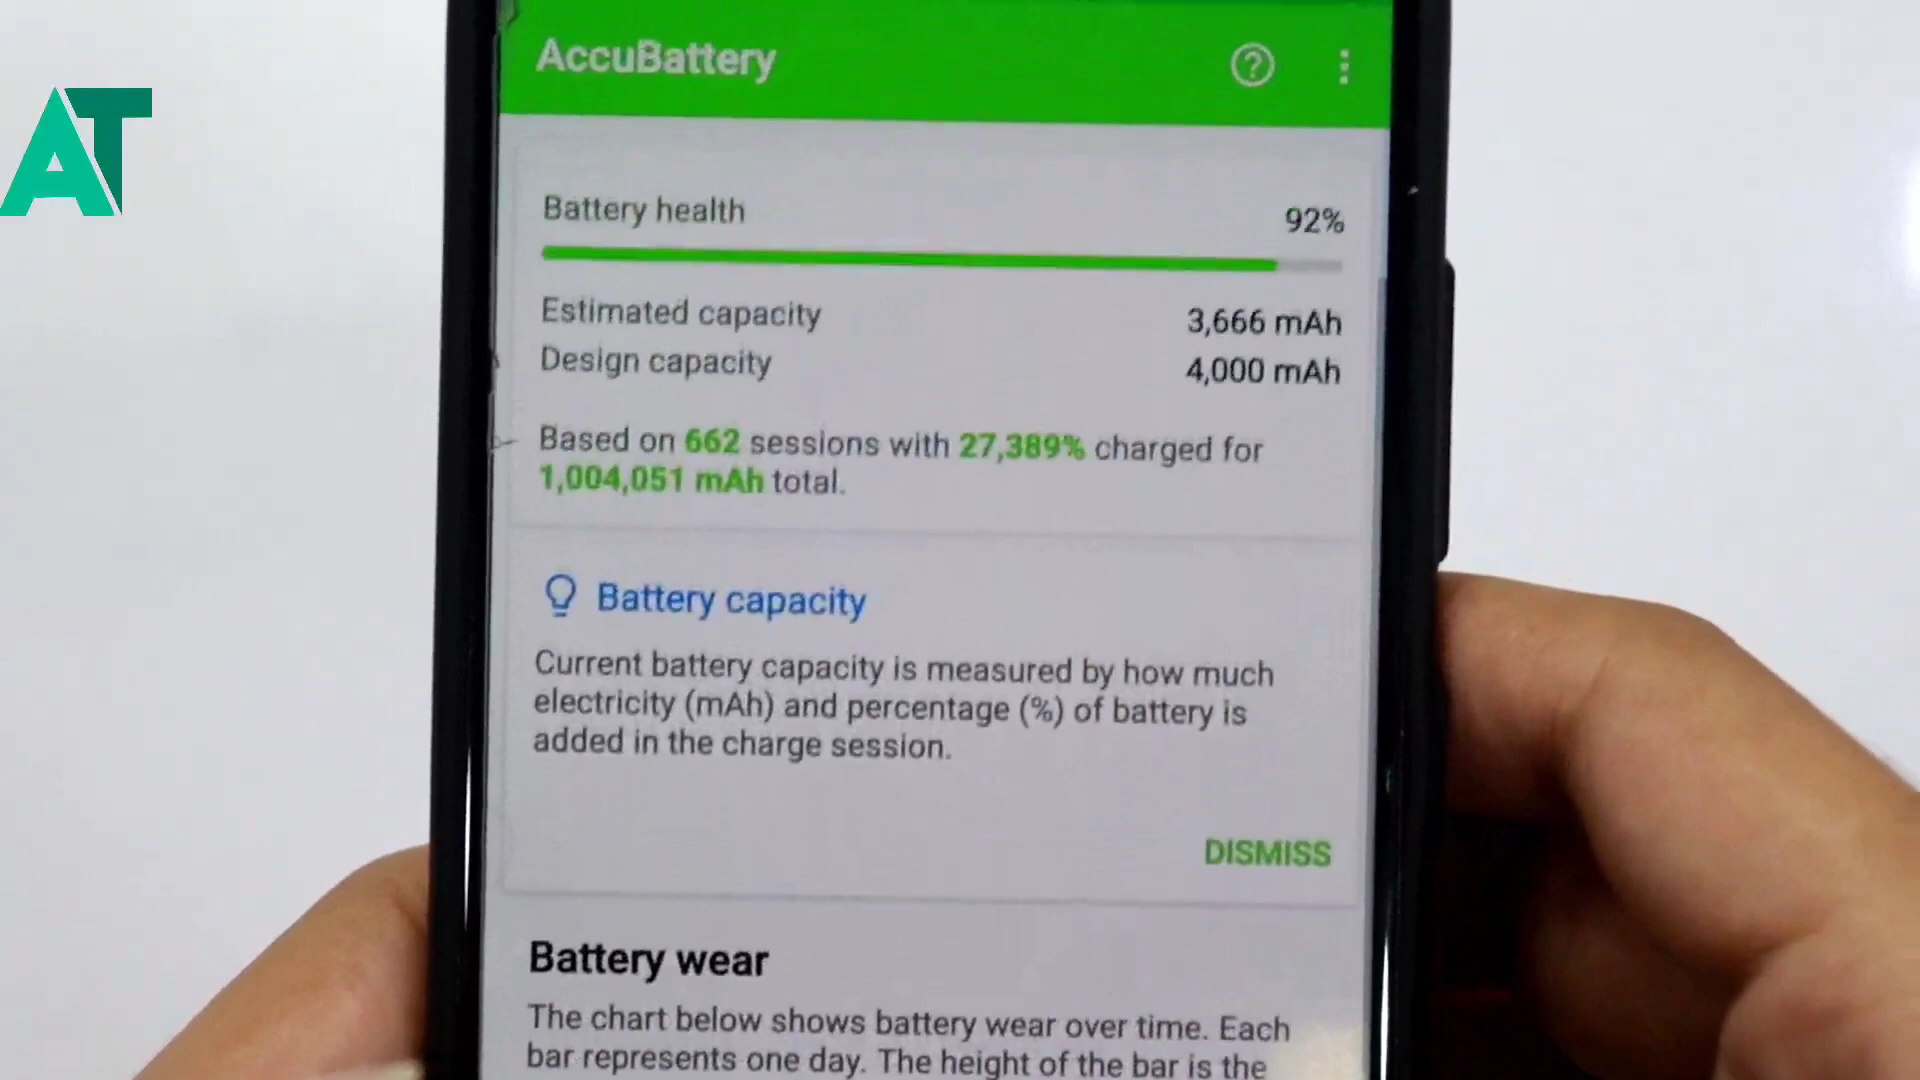 AT
AccuBattery
Battery health 92%
Estimated capacity 3,666 mAh
Design capacity 4,000 mAh
Based on 662 sessions with 27,389% charged for
1,004,051 mAh total.
Battery capacity
Current battery capacity is measured by how much
electricity (mAh) and percentage (%) of battery is
added in the charge session.
DISMISS
Battery wear
The chart below shows battery wear over time. Each
bar represents one day. The height of the bar is the